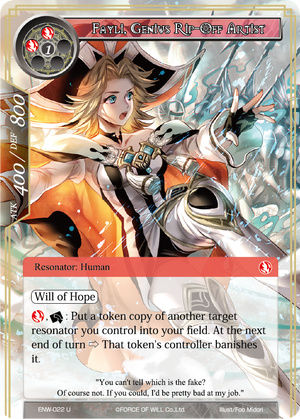 Fayli, Genius Rip-Off Artist
1
ATK 400 / DEF 800
Resonator: Human
Will of Hope
, : Put a token copy of another target
resonator you control into your field. At the next
end of turn ⇒ That token's controller banishes
it.
"You can't tell which is the fake?
Of course not. If you could, I'd be pretty bad at my job."
ENW-022 U
©FORCE OF WILL Co.,Ltd
Illust/Foo Midori